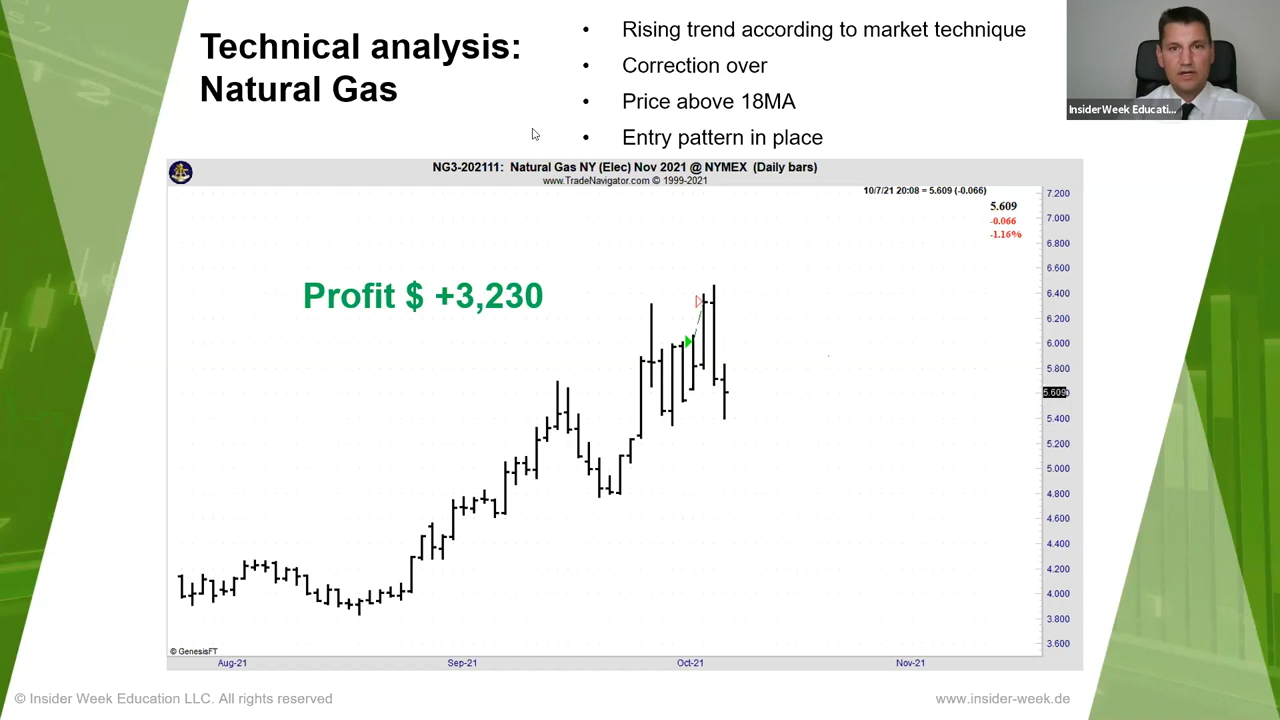 Technical analysis:
Natural Gas
• Rising trend according to market technique
• Correction over
• Price above 18MA
• Entry pattern in place
InsiderWeek Educati...
NG3-202111: Natural Gas NY (Elec) Nov 2021 @ NYMEX (Daily bars)
www.TradeNavigator.com © 1999-2021
10/7/21 20:08 = 5.609 (-0.066)
5.609
-0.066
-1.16%
Profit $ +3,230
7.200
7.000
6.800
6.600
6.400
6.200
6.000
5.800
5.609
5.400
5.200
5.000
4.800
4.600
4.400
4.200
4.000
3.800
3.600
© GenesisFT
Aug-21 Sep-21 Oct-21 Nov-21
© Insider Week Education LLC. All rights reserved
www.insider-week.de